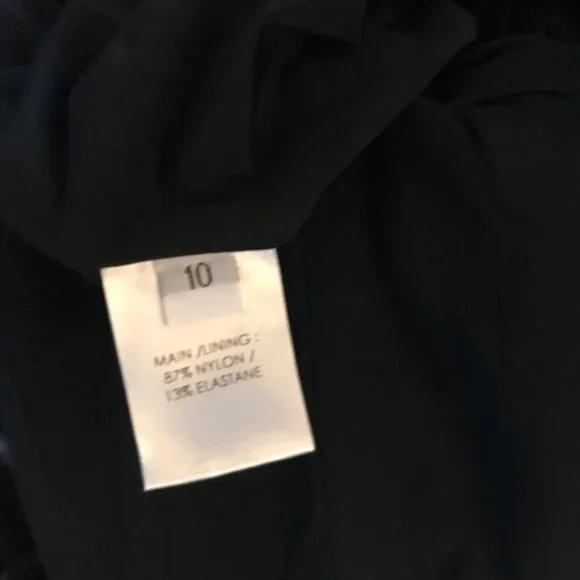 10
MAIN /LINING :
87% NYLON /
13% ELASTANE